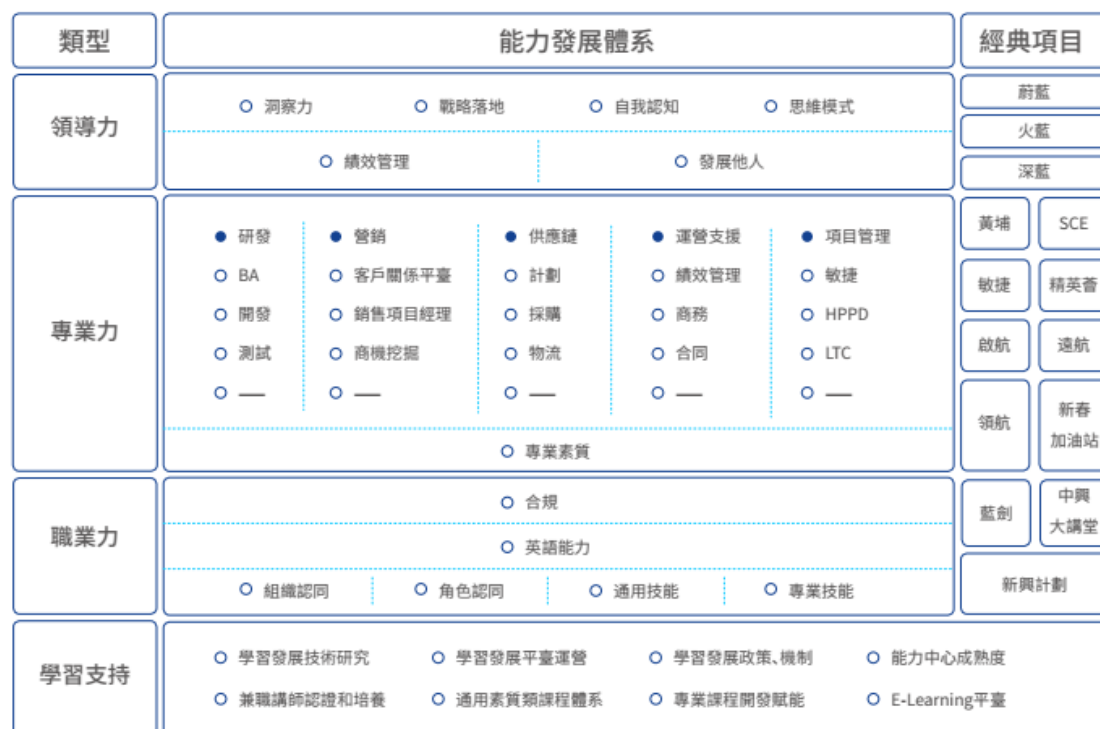 類型
能力發展體系
經典項目
領導力
洞察力
戰略落地
自我認知
思維模式
績效管理
發展他人
蔚藍
火藍
深藍
專業力
研發
營銷
供應鏈
運營支援
項目管理
BA
客戶關係平臺
計劃
績效管理
敏捷
開發
銷售項目經理
採購
商務
HPPD
測試
商機挖掘
物流
合同
LTC
—
—
—
—
—
專業素質
黃埔
SCE
敏捷
精英薈
啟航
遠航
領航
新春
加油站
職業力
合規
英語能力
組織認同
角色認同
通用技能
專業技能
藍劍
中興
大講堂
新興計劃
學習支持
學習發展技術研究
學習發展平臺運營
學習發展政策、機制
能力中心成熟度
兼職講師認證和培養
通用素質類課程體系
專業課程開發賦能
E-Learning平臺